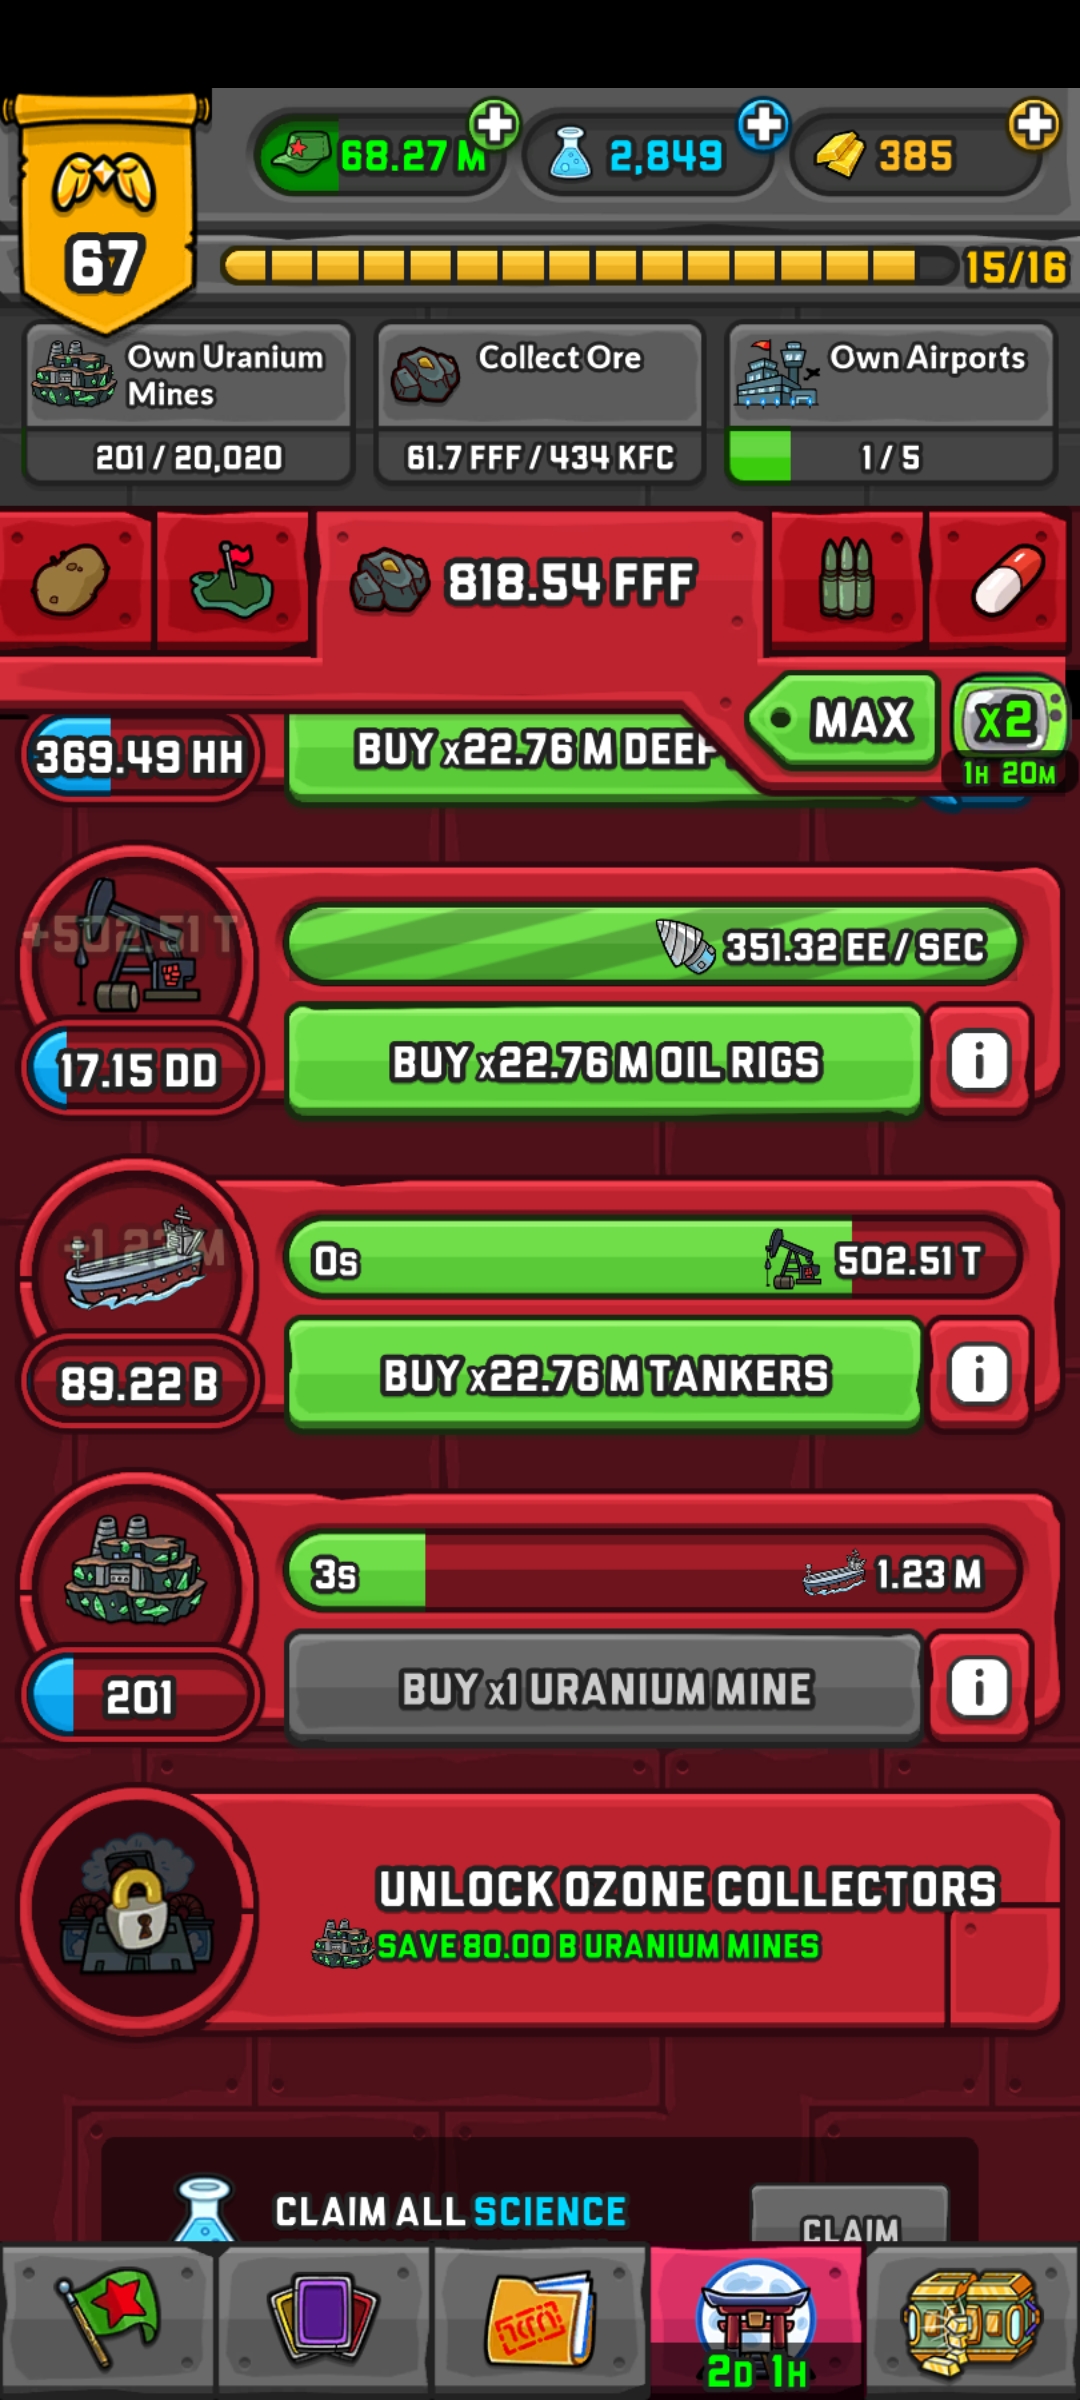 68.27 M
2,849
385
67
15/16
Own Uranium
Mines
201 / 20,020
Collect Ore
61.7 FFF / 434 KFC
Own Airports
1 / 5
818.54 FFF
MAX
x2
1H 20M
369.49 HH
BUY x22.76 M DEEP
+502.51 T
351.32 EE / SEC
17.15 DD
BUY x22.76 M OIL RIGS
i
+1.23 M
0s
502.51 T
89.22 B
BUY x22.76 M TANKERS
i
3s
1.23 M
201
BUY x1 URANIUM MINE
i
UNLOCK OZONE COLLECTORS
SAVE 80.00 B URANIUM MINES
CLAIM ALL SCIENCE
CLAIM
2D 1H